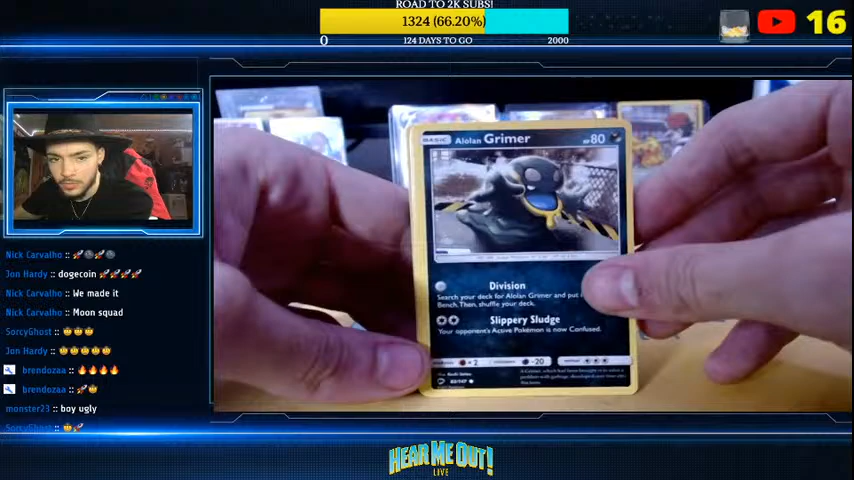 ROAD TO 2K SUBS!
1324 (66.20%)
0
124 DAYS TO GO
2000
16
BASIC Alolan Grimer HP80
Division
Search your deck for Alolan Grimer and put
Bench. Then, shuffle your deck.
Slippery Sludge
Your opponent's Active Pokémon is now Confused.
×2
-20
Nick Carvalho :: 🚀🌚🚀🌚
Jon Hardy :: dogecoin 🚀🚀🚀🚀
Nick Carvalho :: We made it
Nick Carvalho :: Moon squad
SorcyGhost :: 🤠🤠🤠
Jon Hardy :: 🤠🤠🤠🤠🤠
brendozaa :: 🔥🔥🔥🔥
brendozaa :: 🚀🤠
monster23 :: boy ugly
SorcyGhost :: 🤠🚀
HEAR ME OUT!
LIVE